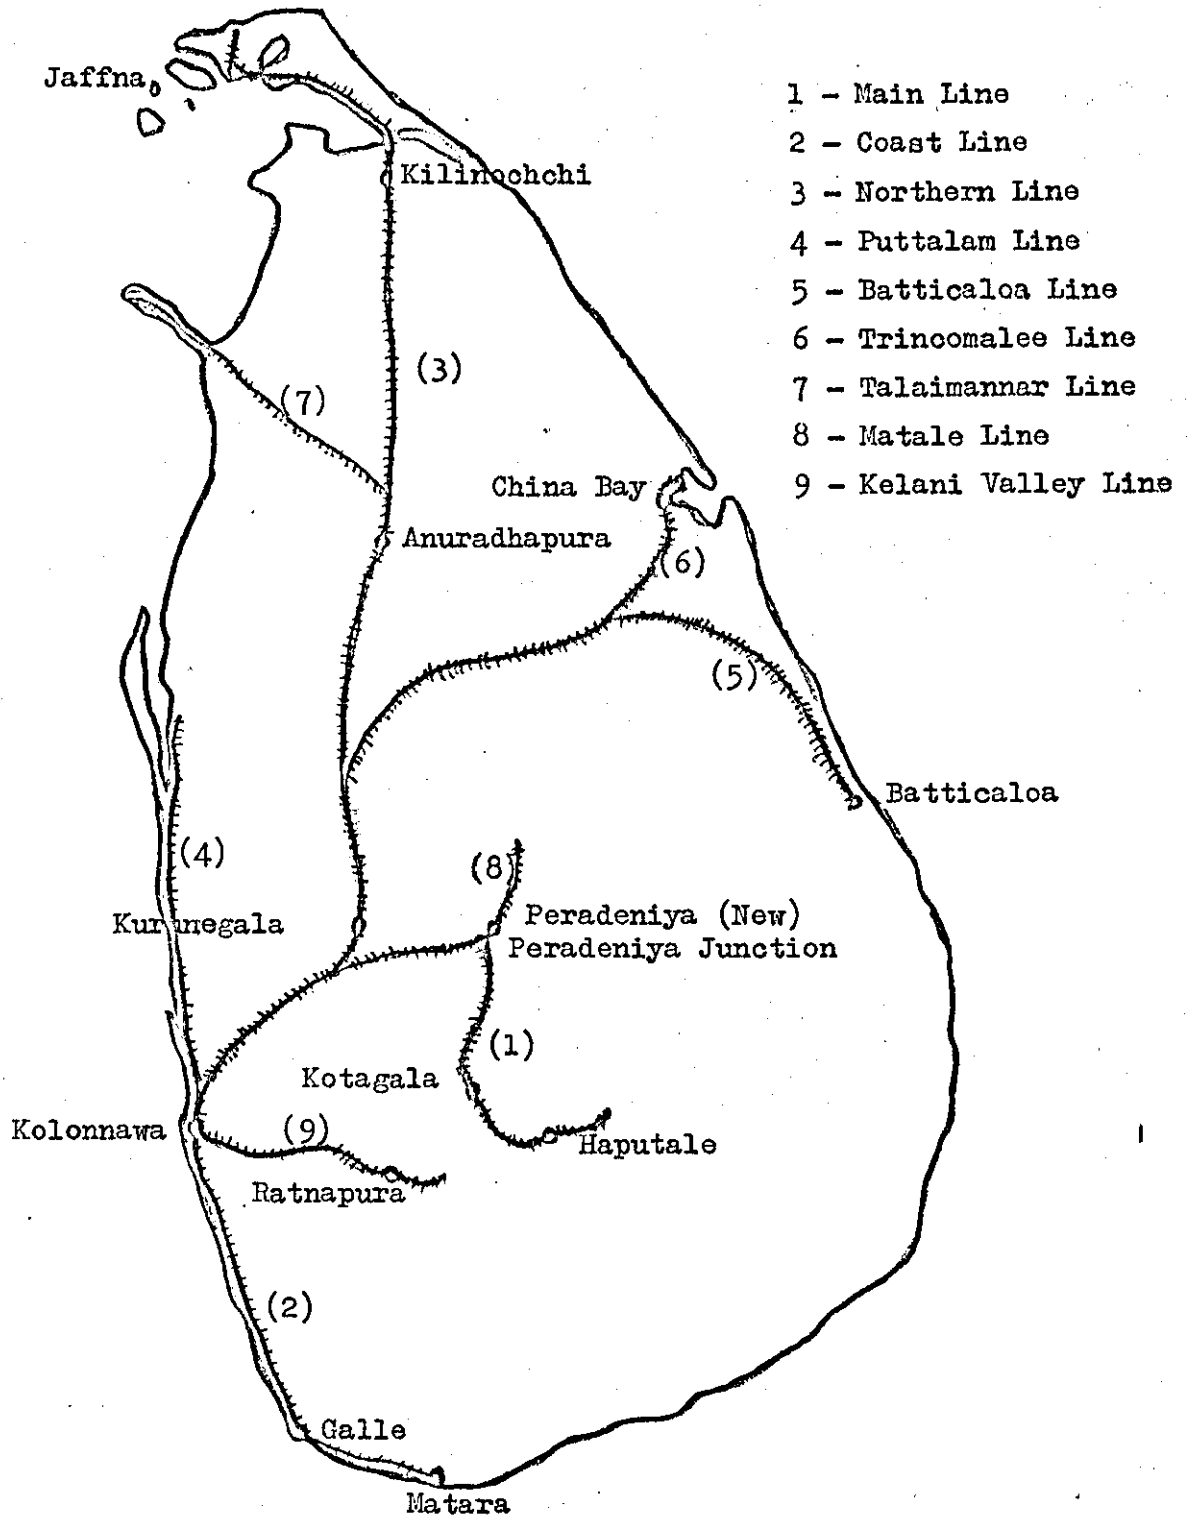 Jaffna
1 - Main Line
2 - Coast Line
3 - Northern Line
4 - Puttalam Line
5 - Batticaloa Line
6 - Trincomalee Line
7 - Talaimannar Line
8 - Matale Line
9 - Kelani Valley Line
Kilinochchi
(3)
(7)
China Bay
Anuradhapura
(6)
(5)
Batticaloa
(4)
(8)
Kurunegala
Peradeniya (New)
Peradeniya Junction
(1)
Kotagala
Kolonnawa
(9)
Haputale
Ratnapura
(2)
Galle
Matara